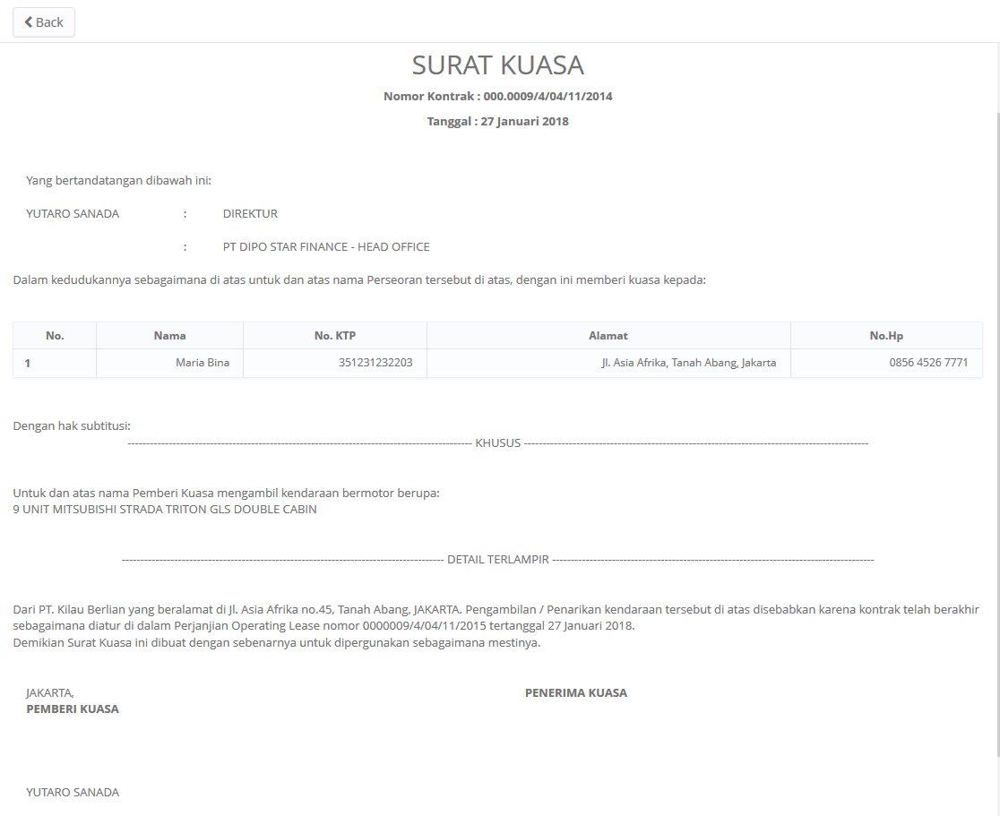 Back
SURAT KUASA
Nomor Kontrak : 000.0009/4/04/11/2014
Tanggal : 27 Januari 2018
Yang bertandatangan dibawah ini:
YUTARO SANADA : DIREKTUR
: PT DIPO STAR FINANCE - HEAD OFFICE
Dalam kedudukannya sebagaimana di atas untuk dan atas nama Perseoran tersebut di atas, dengan ini memberi kuasa kepada:
No. Nama No. KTP Alamat No.Hp
1 Maria Bina 351231232203 Jl. Asia Afrika, Tanah Abang, Jakarta 0856 4526 7771
Dengan hak subtitusi:
-------------------------------------------------------------------------------------------- KHUSUS --------------------------------------------------------------------------------------------
Untuk dan atas nama Pemberi Kuasa mengambil kendaraan bermotor berupa:
9 UNIT MITSUBISHI STRADA TRITON GLS DOUBLE CABIN
-------------------------------------------------------------------------------------- DETAIL TERLAMPIR --------------------------------------------------------------------------------------
Dari PT. Kilau Berlian yang beralamat di Jl. Asia Afrika no.45, Tanah Abang, JAKARTA. Pengambilan / Penarikan kendaraan tersebut di atas disebabkan karena kontrak telah berakhir
sebagaimana diatur di dalam Perjanjian Operating Lease nomor 0000009/4/04/11/2015 tertanggal 27 Januari 2018.
Demikian Surat Kuasa ini dibuat dengan sebenarnya untuk dipergunakan sebagaimana mestinya.
JAKARTA, PENERIMA KUASA
PEMBERI KUASA
YUTARO SANADA